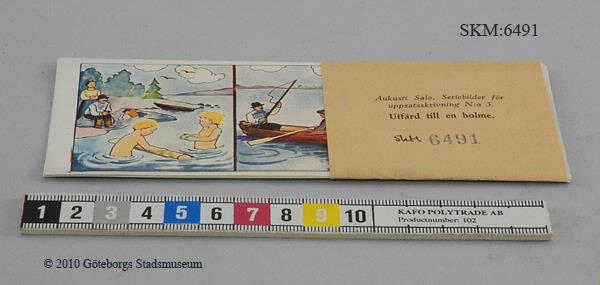 SKM:6491
Aukusti Salo, Seriebilder för
uppsatsskrivning N:o 3.
Utfärd till en holme.
SkM 6491
1 2 3 4 5 6 7 8 9 10
KAFO POLYTRADE AB
Productnumber: 102
© 2010 Göteborgs Stadsmuseum